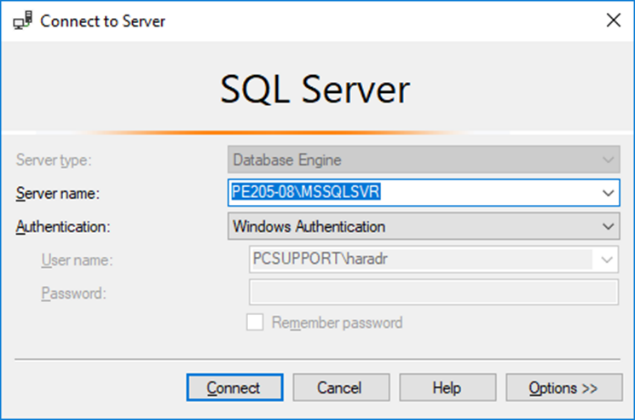 Connect to Server
SQL Server
Server type: Database Engine
Server name: PE205-08\MSSQLSVR
Authentication: Windows Authentication
User name: PCSUPPORT\haradr
Password:
Remember password
Connect Cancel Help Options >>